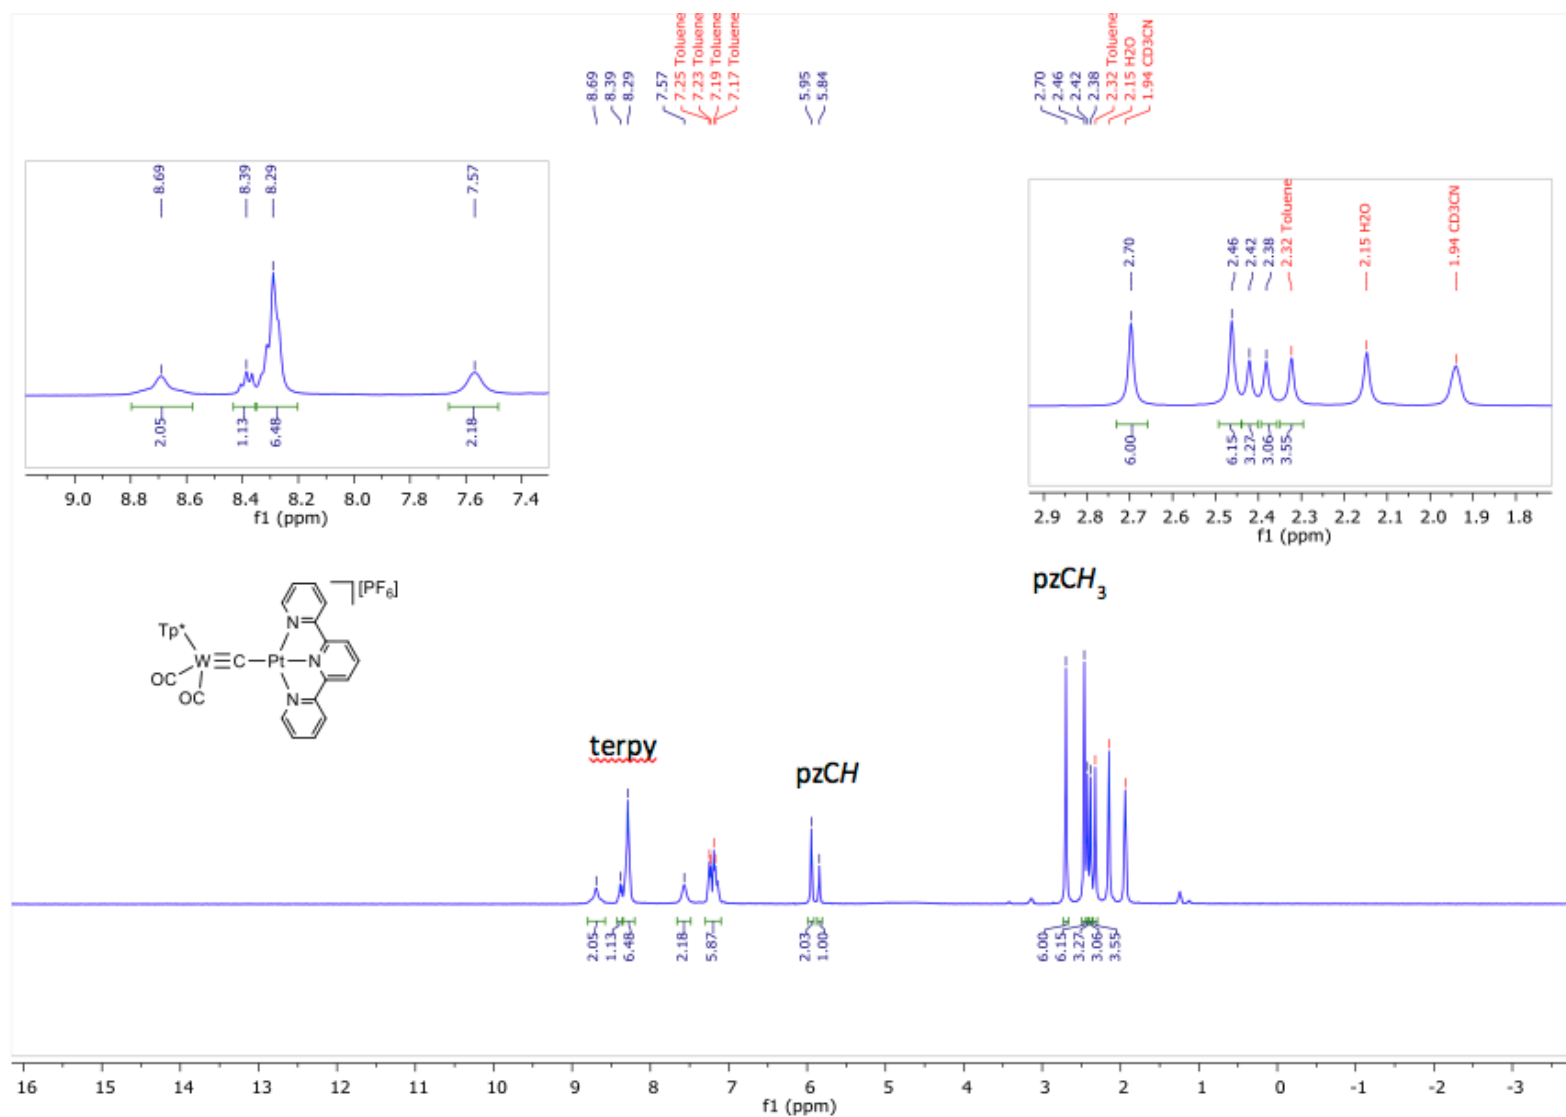 8.69
8.39
8.29
7.57
7.25 Toluene
7.23 Toluene
7.19 Toluene
7.17 Toluene
5.95
5.84
2.70
2.46
2.42
2.38
2.32 Toluene
2.15 H2O
1.94 CD3CN
8.69
8.39
8.29
7.57
2.05
1.13
6.48
2.18
9.0 8.8 8.6 8.4 8.2 8.0 7.8 7.6 7.4
f1 (ppm)
2.70
2.46
2.42
2.38
2.32 Toluene
2.15 H2O
1.94 CD3CN
6.00
6.15
3.27
3.06
3.55
2.9 2.8 2.7 2.6 2.5 2.4 2.3 2.2 2.1 2.0 1.9 1.8
f1 (ppm)
[PF₆]
Tp*
W≡C—Pt
N
N
N
OC
OC
pzCH₃
terpy
pzCH
2.05
1.13
6.48
2.18
5.87
2.03
1.00
6.00
6.15
3.27
3.06
3.55
16 15 14 13 12 11 10 9 8 7 6 5 4 3 2 1 0 -1 -2 -3
f1 (ppm)